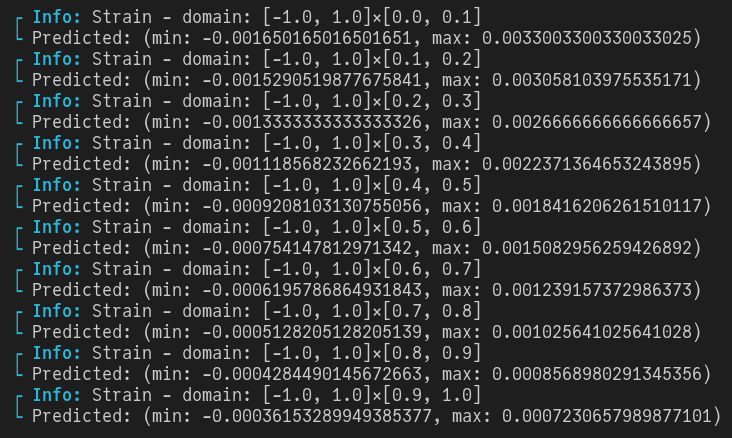 ┌ Info: Strain - domain: [-1.0, 1.0]×[0.0, 0.1]
└ Predicted: (min: -0.001650165016501651, max: 0.0033003300330033025)
┌ Info: Strain - domain: [-1.0, 1.0]×[0.1, 0.2]
└ Predicted: (min: -0.0015290519877675841, max: 0.003058103975535171)
┌ Info: Strain - domain: [-1.0, 1.0]×[0.2, 0.3]
└ Predicted: (min: -0.0013333333333333326, max: 0.0026666666666666657)
┌ Info: Strain - domain: [-1.0, 1.0]×[0.3, 0.4]
└ Predicted: (min: -0.001118568232662193, max: 0.0022371364653243895)
┌ Info: Strain - domain: [-1.0, 1.0]×[0.4, 0.5]
└ Predicted: (min: -0.0009208103130755056, max: 0.0018416206261510117)
┌ Info: Strain - domain: [-1.0, 1.0]×[0.5, 0.6]
└ Predicted: (min: -0.000754147812971342, max: 0.0015082956259426892)
┌ Info: Strain - domain: [-1.0, 1.0]×[0.6, 0.7]
└ Predicted: (min: -0.0006195786864931843, max: 0.001239157372986373)
┌ Info: Strain - domain: [-1.0, 1.0]×[0.7, 0.8]
└ Predicted: (min: -0.0005128205128205139, max: 0.001025641025641028)
┌ Info: Strain - domain: [-1.0, 1.0]×[0.8, 0.9]
└ Predicted: (min: -0.0004284490145672663, max: 0.0008568980291345356)
┌ Info: Strain - domain: [-1.0, 1.0]×[0.9, 1.0]
└ Predicted: (min: -0.00036153289949385377, max: 0.0007230657989877101)